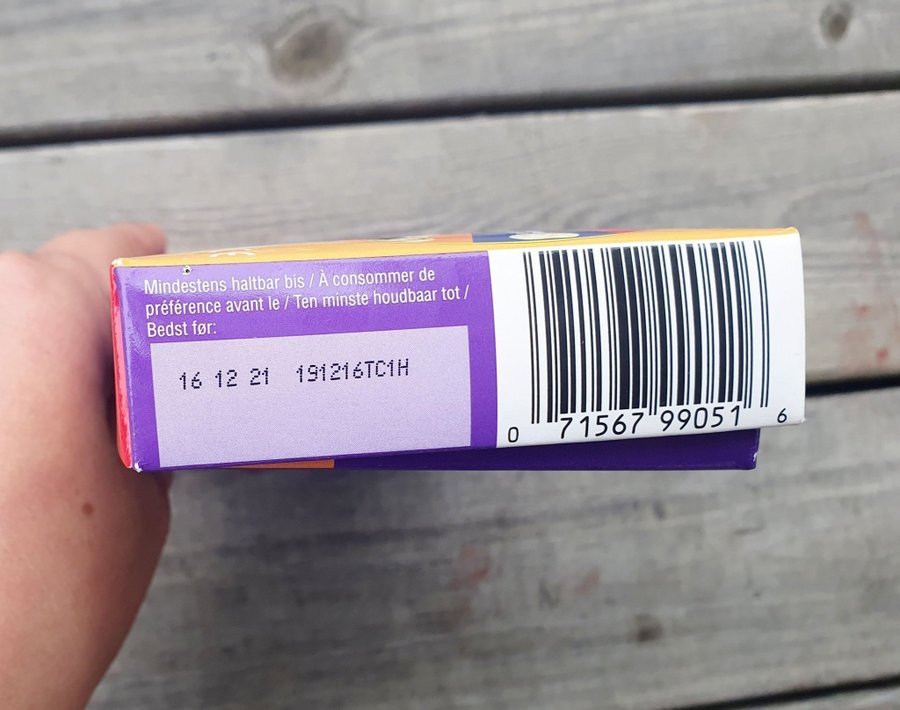 Mindestens haltbar bis / À consommer de
préférence avant le / Ten minste houdbaar tot /
Bedst før:
16 12 21 191216TC1H
0 71567 99051 6